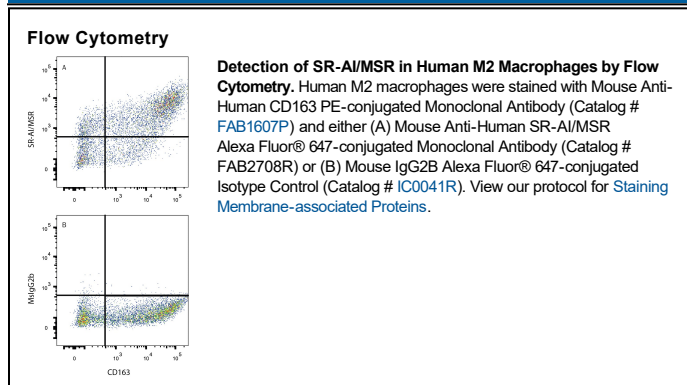 Flow Cytometry
A
10^5
10^4
10^3
0
SR-AI/MSR
0 10^3 10^4 10^5
B
10^5
10^4
10^3
0
MsIgG2b
0 10^3 10^4 10^5
CD163
Detection of SR-AI/MSR in Human M2 Macrophages by Flow
Cytometry. Human M2 macrophages were stained with Mouse Anti-
Human CD163 PE-conjugated Monoclonal Antibody (Catalog #
FAB1607P) and either (A) Mouse Anti-Human SR-AI/MSR
Alexa Fluor® 647-conjugated Monoclonal Antibody (Catalog #
FAB2708R) or (B) Mouse IgG2B Alexa Fluor® 647-conjugated
Isotype Control (Catalog # IC0041R). View our protocol for Staining
Membrane-associated Proteins.